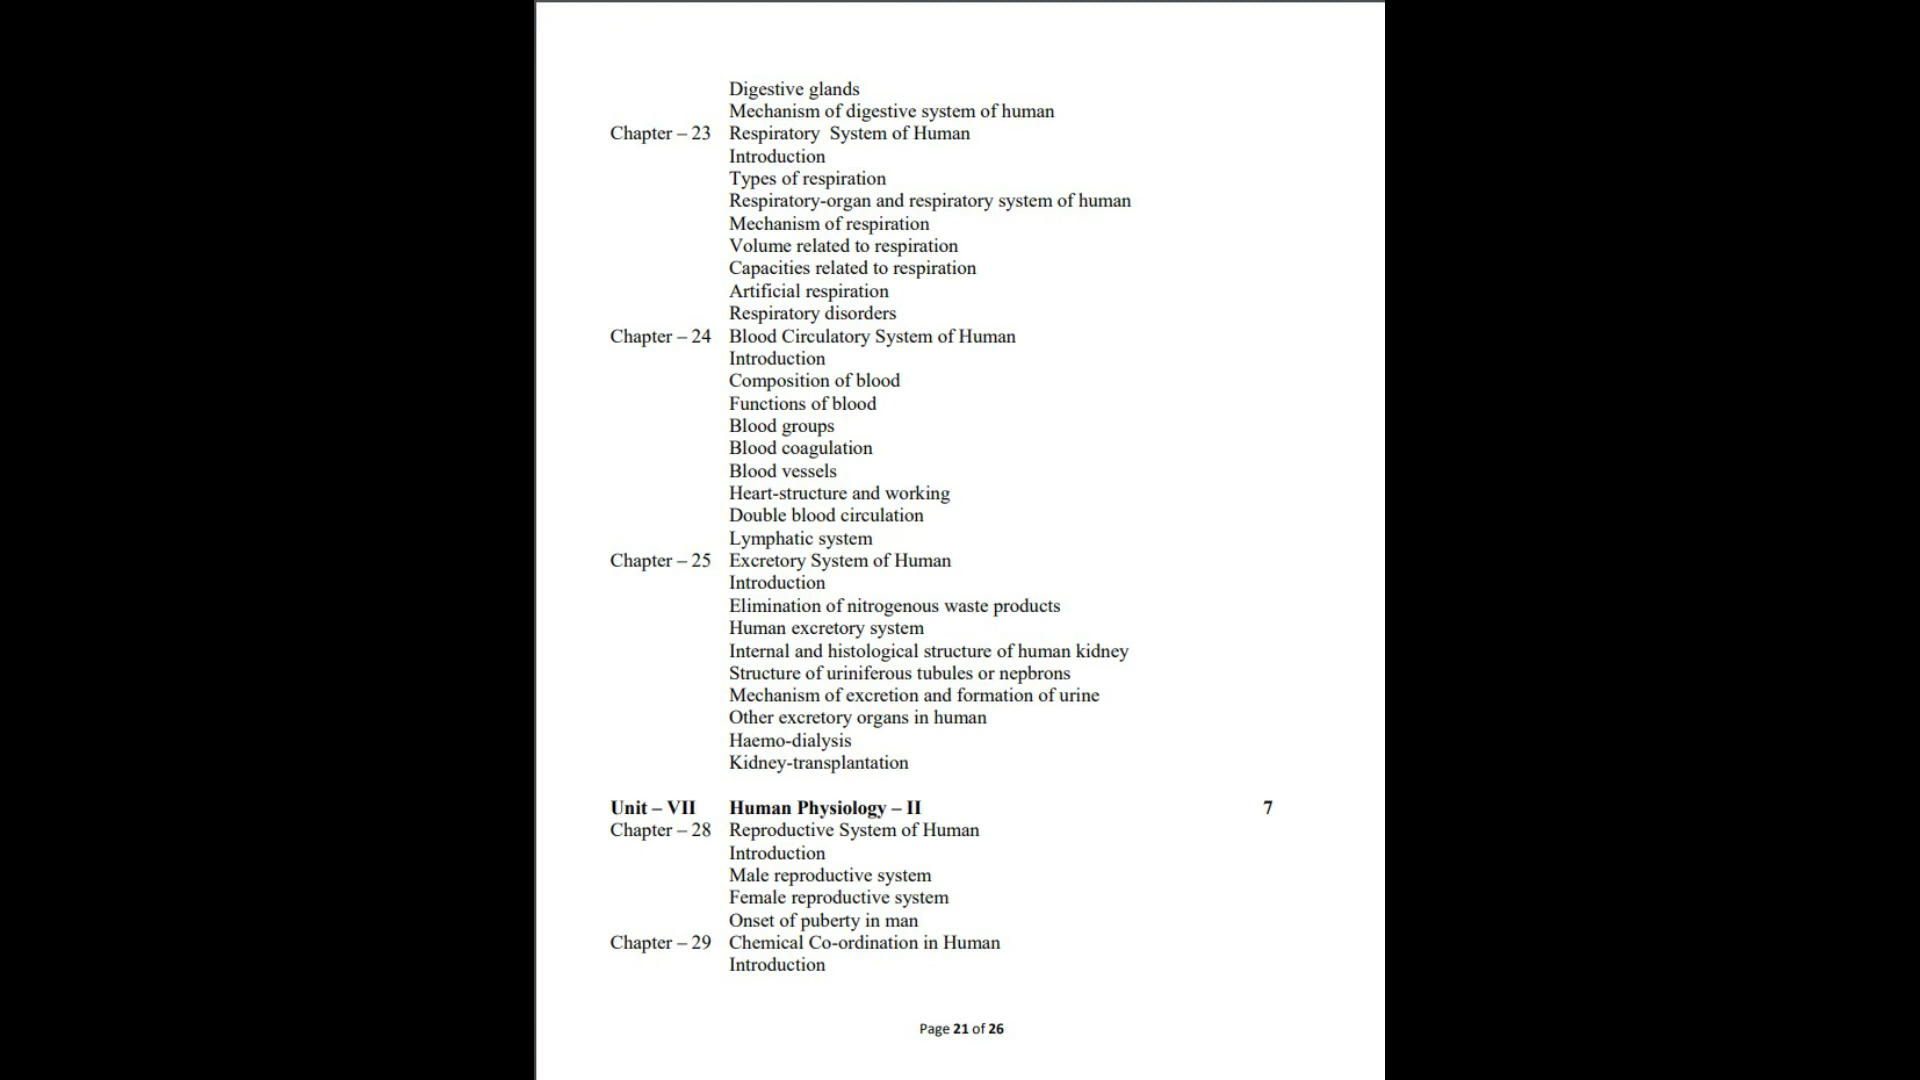 Digestive glands
Mechanism of digestive system of human
Chapter – 23 Respiratory System of Human
Introduction
Types of respiration
Respiratory-organ and respiratory system of human
Mechanism of respiration
Volume related to respiration
Capacities related to respiration
Artificial respiration
Respiratory disorders
Chapter – 24 Blood Circulatory System of Human
Introduction
Composition of blood
Functions of blood
Blood groups
Blood coagulation
Blood vessels
Heart-structure and working
Double blood circulation
Lymphatic system
Chapter – 25 Excretory System of Human
Introduction
Elimination of nitrogenous waste products
Human excretory system
Internal and histological structure of human kidney
Structure of uriniferous tubules or nepbrons
Mechanism of excretion and formation of urine
Other excretory organs in human
Haemo-dialysis
Kidney-transplantation
Unit – VII Human Physiology – II 7
Chapter – 28 Reproductive System of Human
Introduction
Male reproductive system
Female reproductive system
Onset of puberty in man
Chapter – 29 Chemical Co-ordination in Human
Introduction
Page 21 of 26